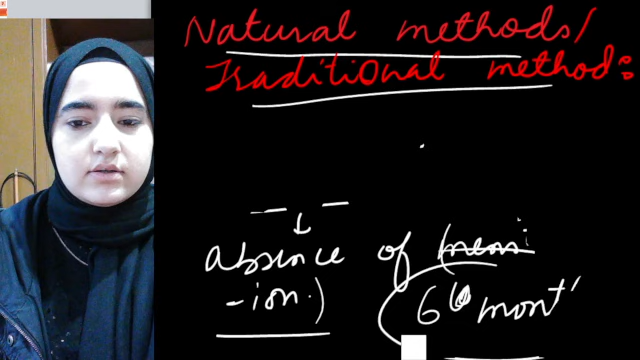 Natural methods/
Traditional method:
absence of
-ion.)
6 mont